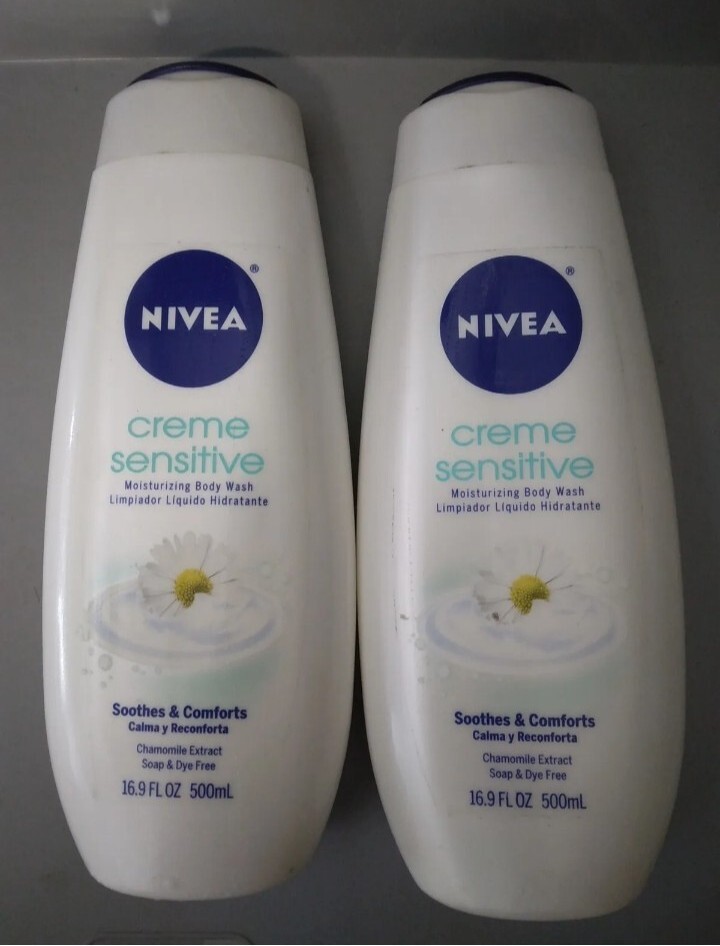 NIVEA®
creme
sensitive
Moisturizing Body Wash
Limpiador Líquido Hidratante
Soothes & Comforts
Calma y Reconforta
Chamomile Extract
Soap & Dye Free
16.9 FL OZ 500mL
NIVEA®
creme
sensitive
Moisturizing Body Wash
Limpiador Líquido Hidratante
Soothes & Comforts
Calma y Reconforta
Chamomile Extract
Soap & Dye Free
16.9 FL OZ 500mL